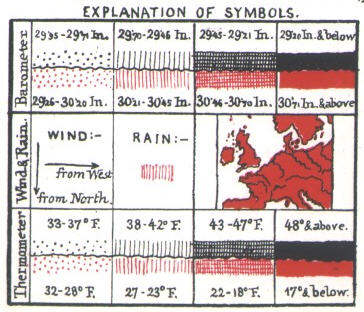 EXPLANATION OF SYMBOLS.
Barometer
29·95-29·71 In. 29·70-29·46 In. 29·45-29·21 In. 29·20 In. & below
29·96-30·20 In. 30·21-30·45 In. 30·46-30·70 In. 30·71 In. & above
Wind & Rain.
WIND:- RAIN:-
from West
from North.
Thermometer
33-37° F. 38-42° F. 43-47° F. 48° & above.
32-28° F. 27-23° F. 22-18° F. 17° & below.